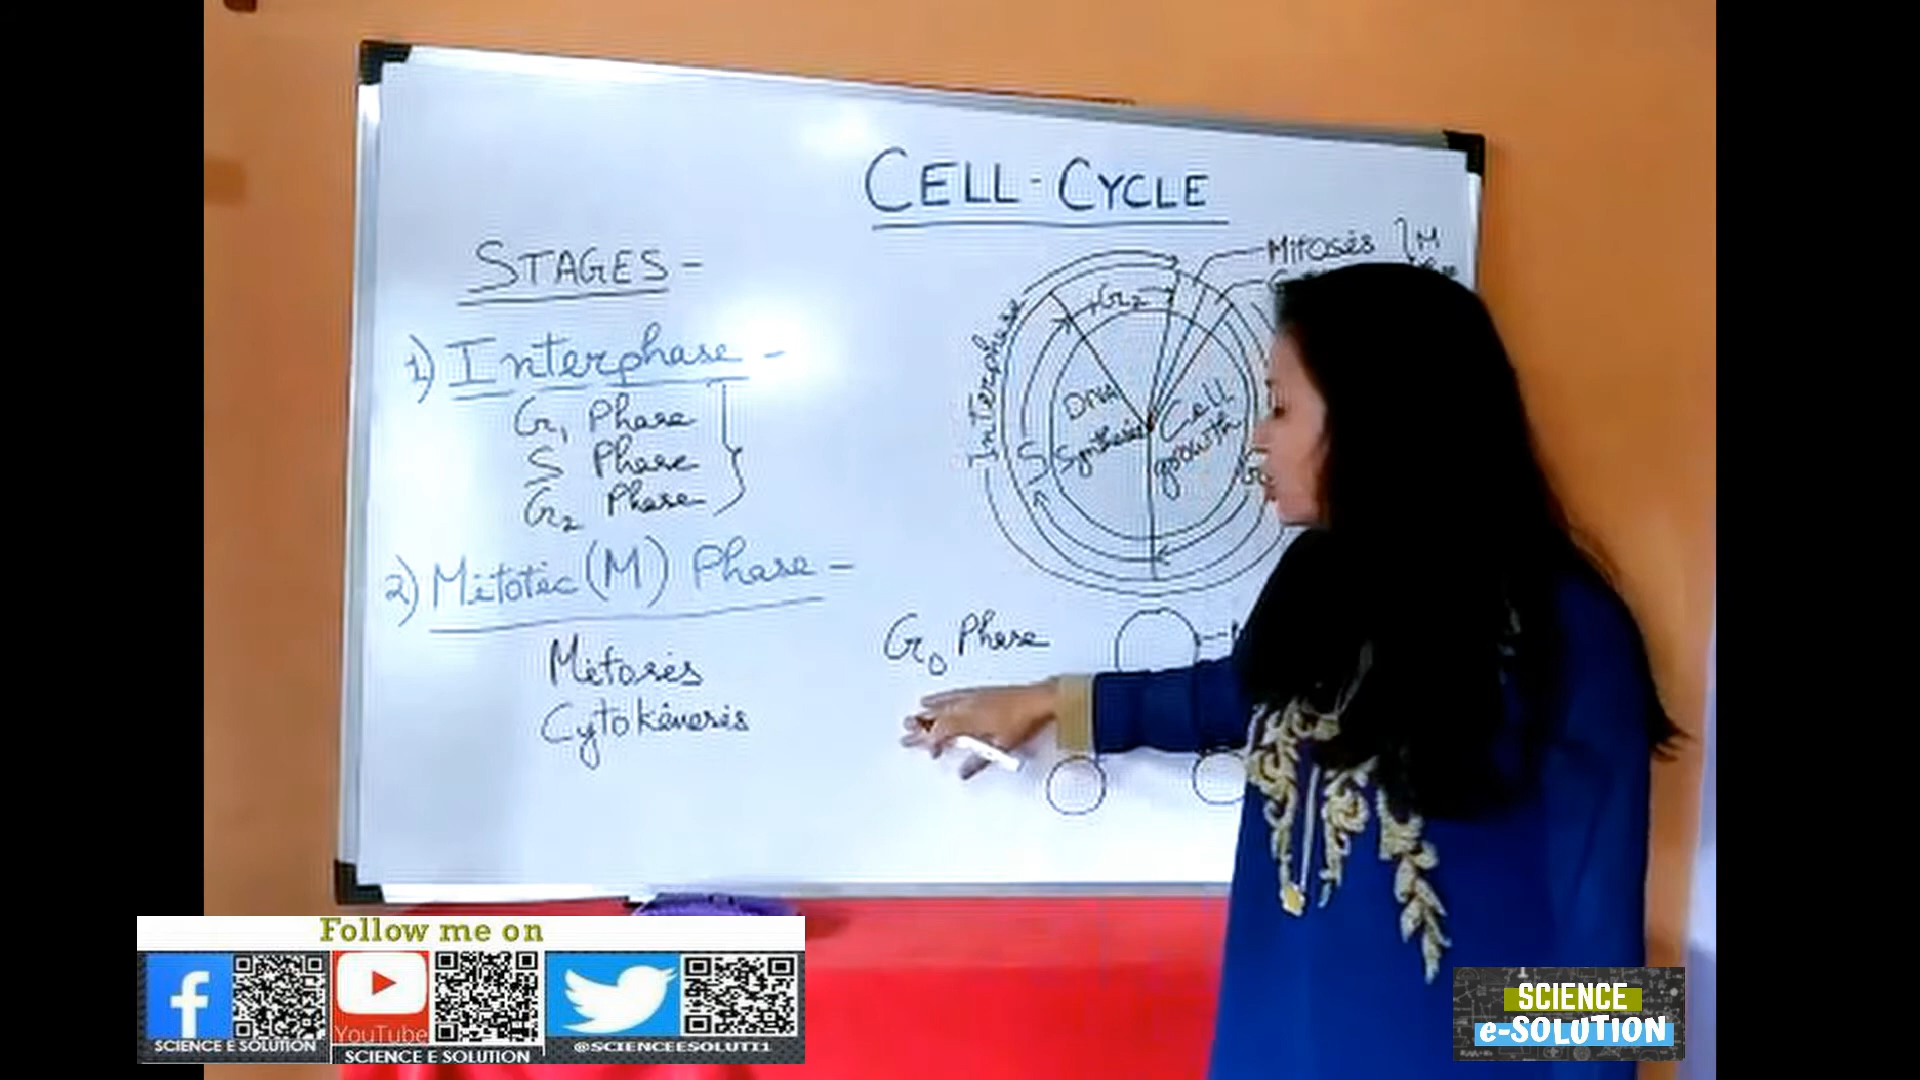 CELL-CYCLE
STAGES -
1) Interphase -
G1 Phase
S Phase
G2 Phase
2) Mitotic (M) Phase -
Mitosis
Cytokinesis
Mitosis } M
Interphase
G2
S
DNA
Synthesis
Cell
growth
G0 Phase
Follow me on
YouTube
SCIENCE E SOLUTION
SCIENCE E SOLUTION
@SCIENCEESOLUTI1
SCIENCE
e-SOLUTION